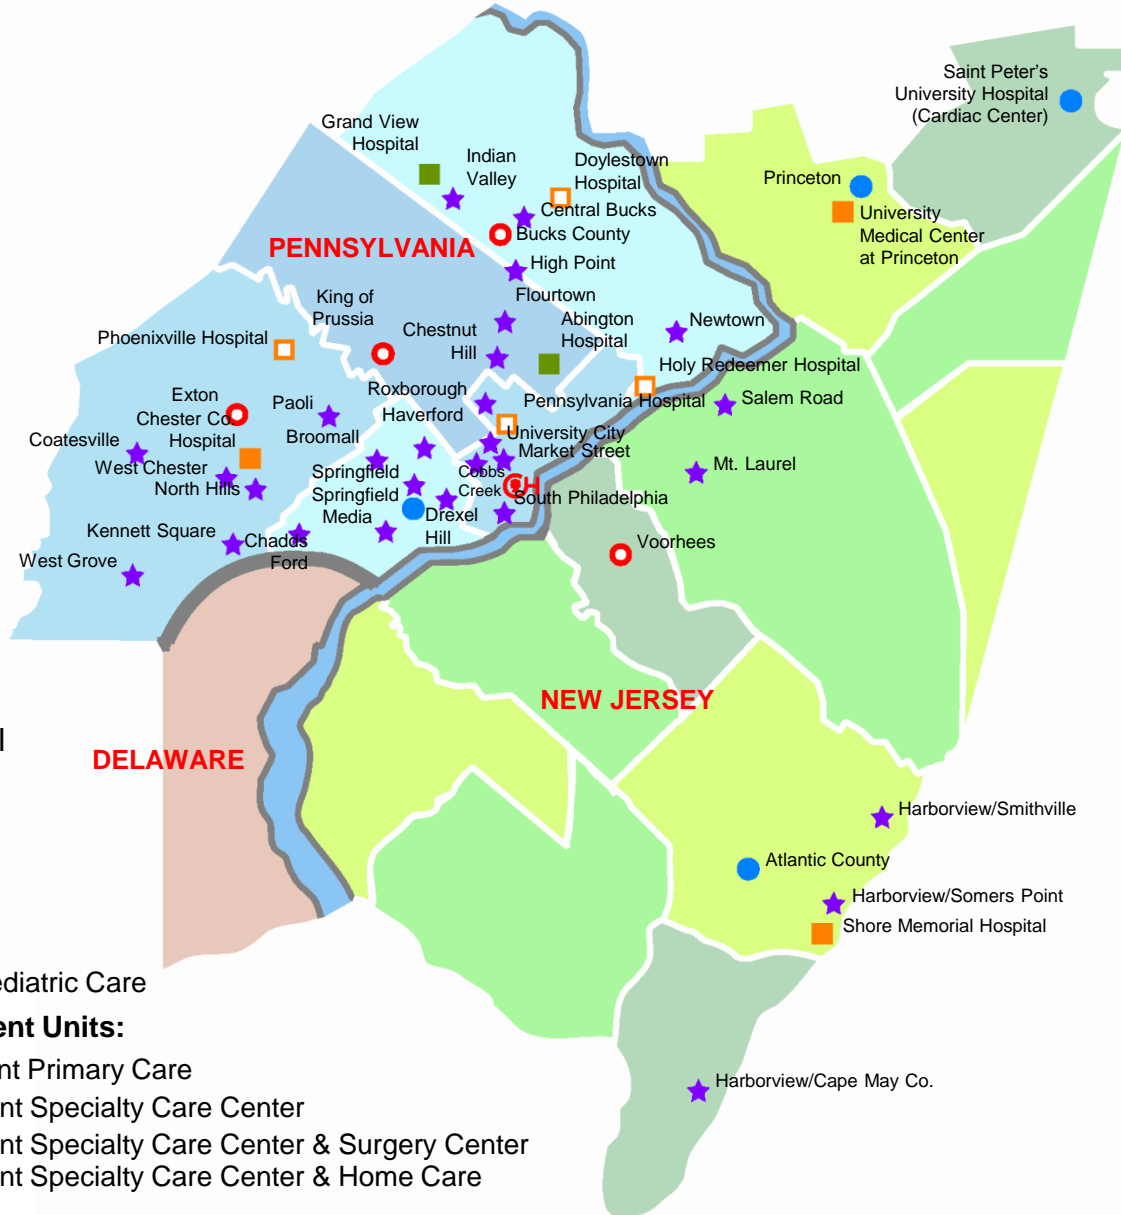 Saint Peter's
University Hospital
(Cardiac Center)
Grand View
Hospital
Indian
Valley
Doylestown
Hospital
Princeton
Central Bucks
University
Medical Center
at Princeton
Bucks County
PENNSYLVANIA
High Point
King of
Prussia
Flourtown
Chestnut
Hill
Abington
Hospital
Newtown
Phoenixville Hospital
Holy Redeemer Hospital
Exton
Chester Co.
Hospital
Paoli
Roxborough
Haverford
Pennsylvania Hospital
Salem Road
Coatesville
Broomall
University City
Market Street
West Chester
North Hills
Springfield
Springfield
Media
Cobbs
Creek
H
Mt. Laurel
South Philadelphia
Drexel
Hill
Kennett Square
Chadds
Ford
Voorhees
West Grove
NEW JERSEY
l
DELAWARE
Harborview/Smithville
Atlantic County
Harborview/Somers Point
Shore Memorial Hospital
ediatric Care
ent Units:
nt Primary Care
Harborview/Cape May Co.
nt Specialty Care Center
nt Specialty Care Center & Surgery Center
nt Specialty Care Center & Home Care